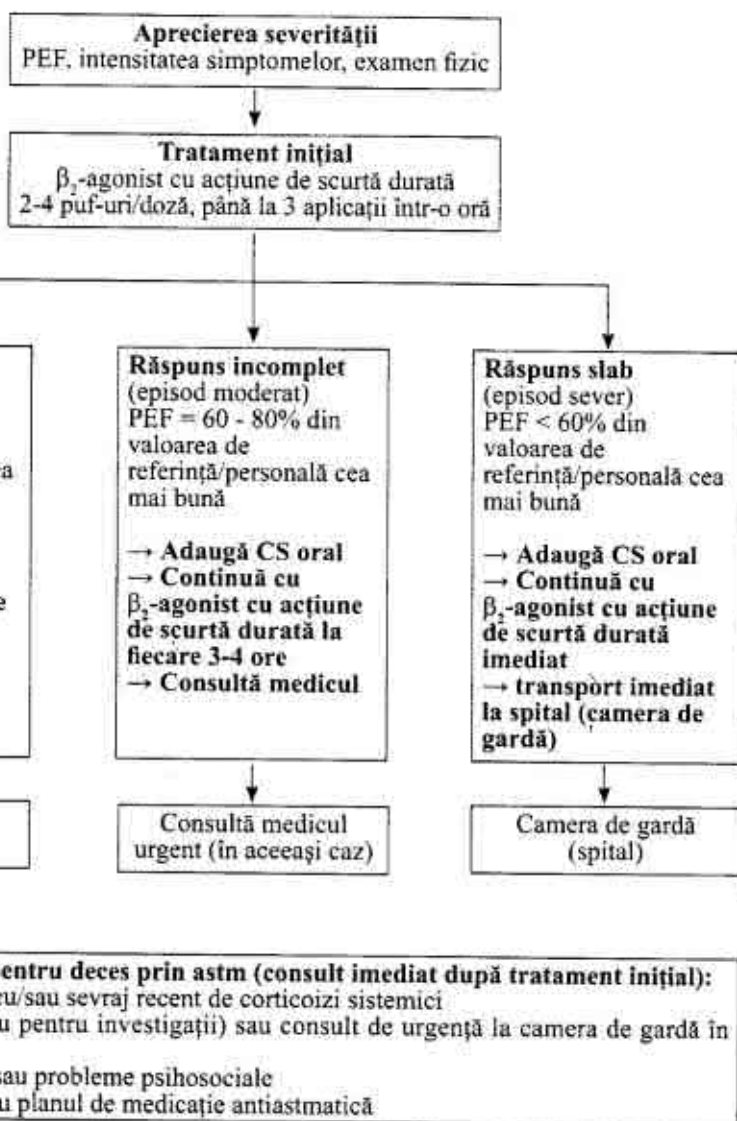 Aprecierea severității
PEF, intensitatea simptomelor, examen fizic
Tratament inițial
β₂-agonist cu acțiune de scurtă durată
2-4 puf-uri/doză, până la 3 aplicații într-o oră
ea
e
Răspuns incomplet
(episod moderat)
PEF = 60 - 80% din
valoarea de
referință/personală cea
mai bună
→ Adaugă CS oral
→ Continuă cu
β₂-agonist cu acțiune
de scurtă durată la
fiecare 3-4 ore
→ Consultă medicul
Consultă medicul
urgent (în aceeași caz)
Răspuns slab
(episod sever)
PEF < 60% din
valoarea de
referință/personală cea
mai bună
→ Adaugă CS oral
→ Continuă cu
β₂-agonist cu acțiune
de scurtă durată
imediat
→ transport imediat
la spital (camera de
gardă)
Camera de gardă
(spital)
entru deces prin astm (consult imediat după tratament inițial):
cu/sau sevraj recent de corticoizi sistemici
u pentru investigații) sau consult de urgență la camera de gardă în
sau probleme psihosociale
u planul de medicație antiastmatică